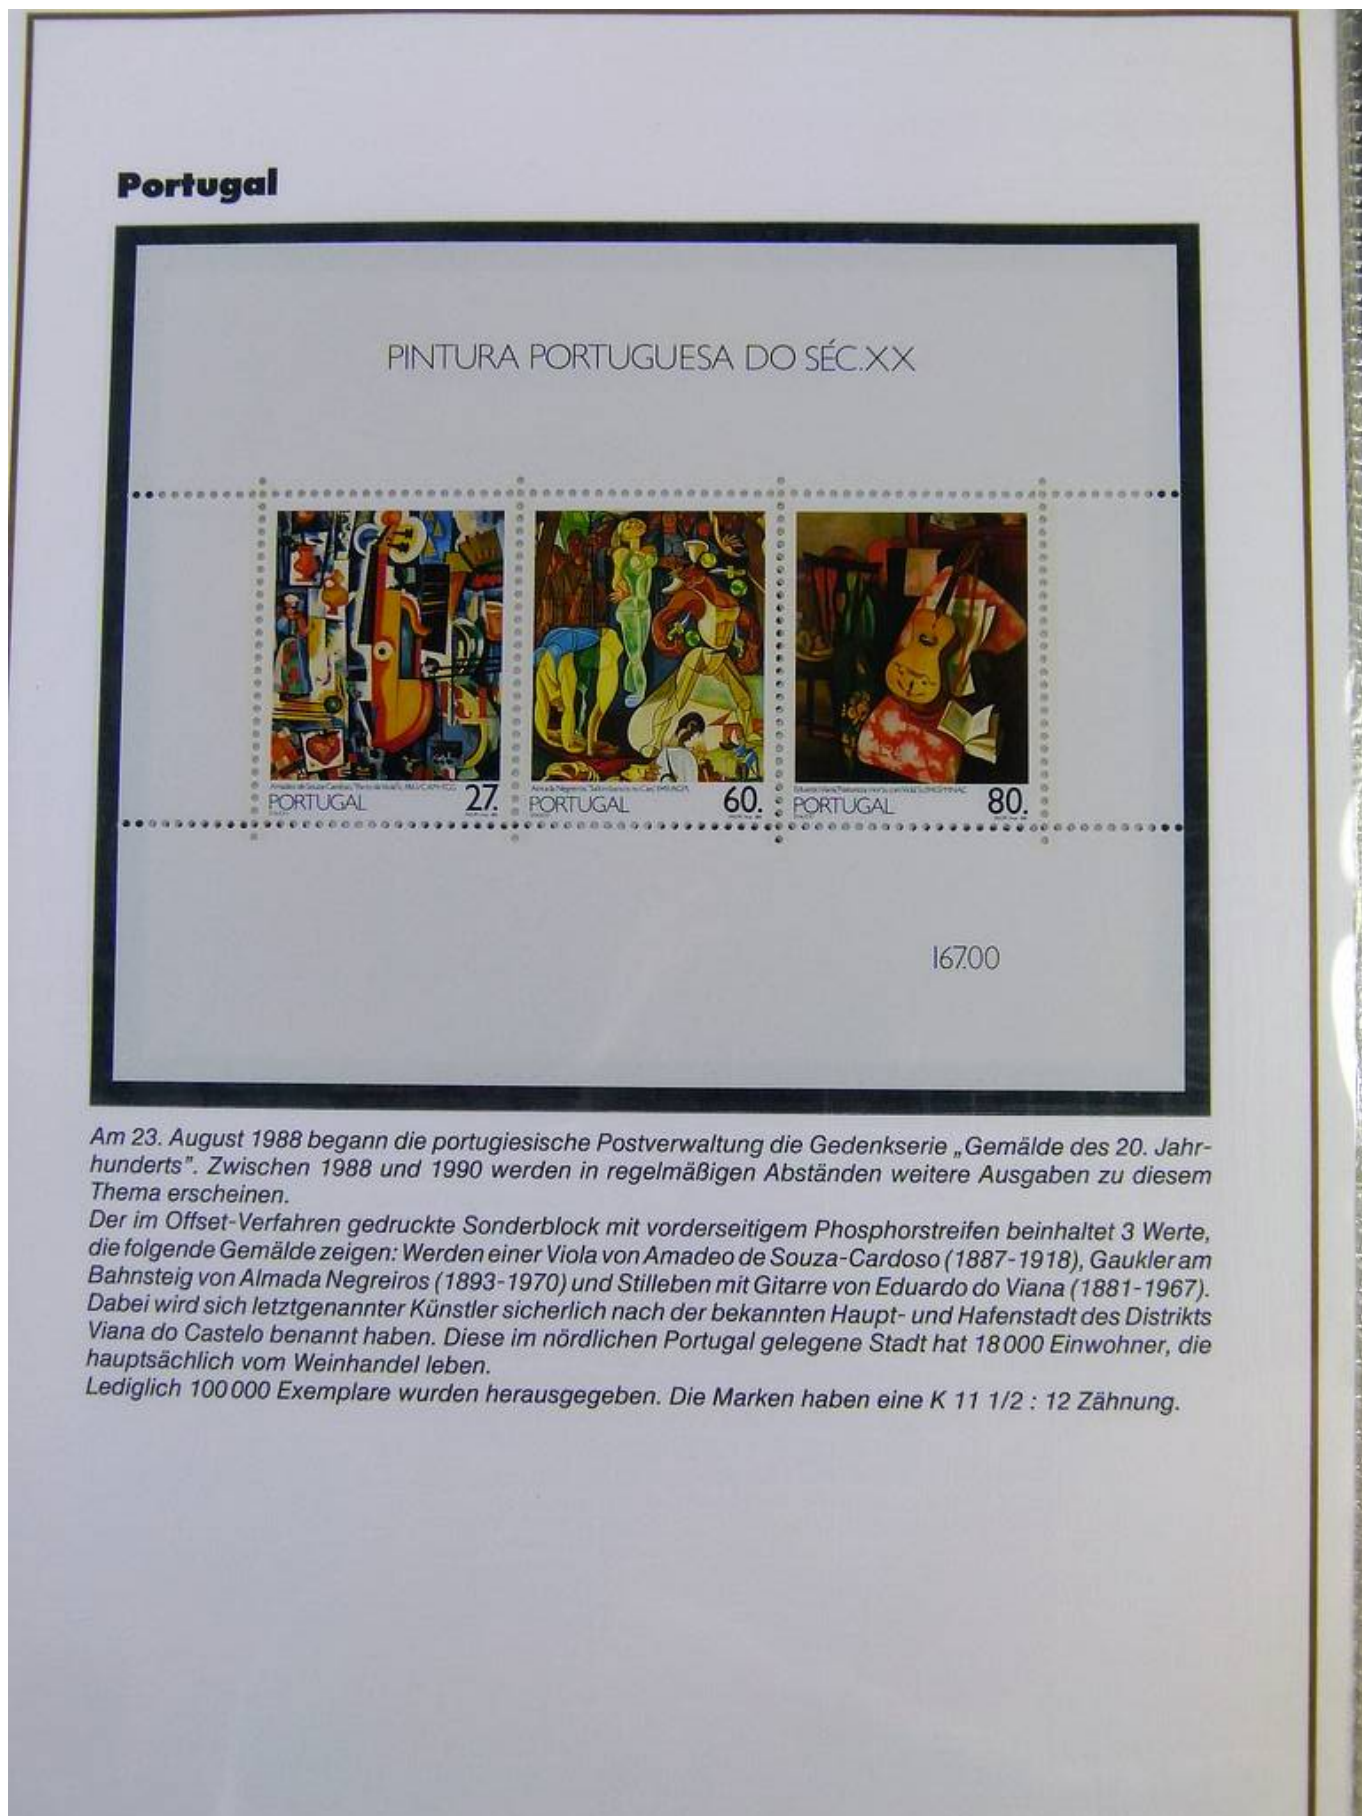 Portugal
PINTURA PORTUGUESA DO SÉC.XX
PORTUGAL 27.
PORTUGAL 60.
PORTUGAL 80.
167.00
Am 23. August 1988 begann die portugiesische Postverwaltung die Gedenkserie „Gemälde des 20. Jahr-
hunderts”. Zwischen 1988 und 1990 werden in regelmäßigen Abständen weitere Ausgaben zu diesem
Thema erscheinen.
Der im Offset-Verfahren gedruckte Sonderblock mit vorderseitigem Phosphorstreifen beinhaltet 3 Werte,
die folgende Gemälde zeigen: Werden einer Viola von Amadeo de Souza-Cardoso (1887-1918), Gaukler am
Bahnsteig von Almada Negreiros (1893-1970) und Stilleben mit Gitarre von Eduardo do Viana (1881-1967).
Dabei wird sich letztgenannter Künstler sicherlich nach der bekannten Haupt- und Hafenstadt des Distrikts
Viana do Castelo benannt haben. Diese im nördlichen Portugal gelegene Stadt hat 18 000 Einwohner, die
hauptsächlich vom Weinhandel leben.
Lediglich 100 000 Exemplare wurden herausgegeben. Die Marken haben eine K 11 1/2 : 12 Zähnung.